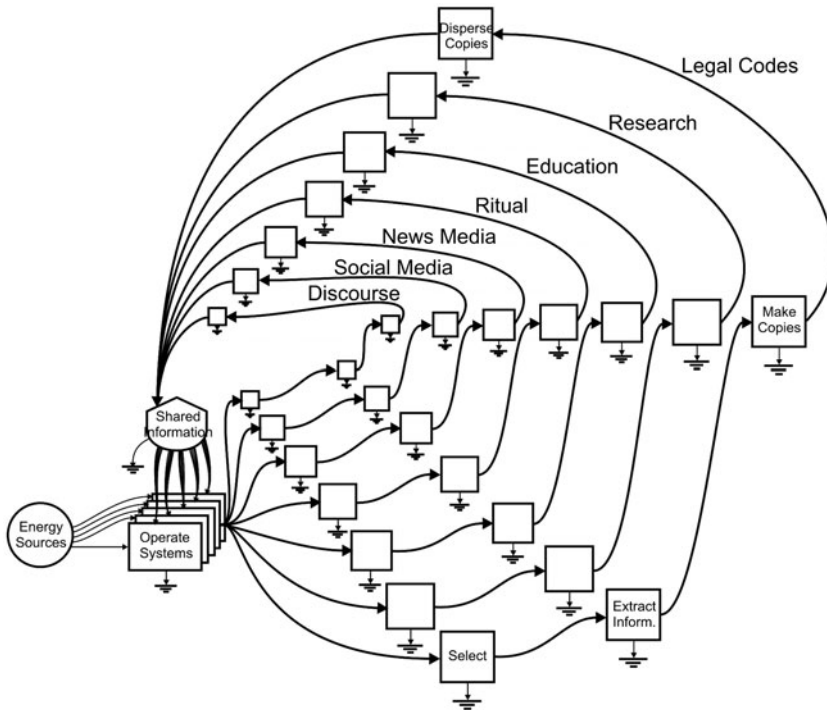 Disperse
Copies
Legal Codes
Research
Education
Ritual
News Media
Social Media
Discourse
Make
Copies
Shared
Information
Energy
Sources
Operate
Systems
Extract
Inform.
Select